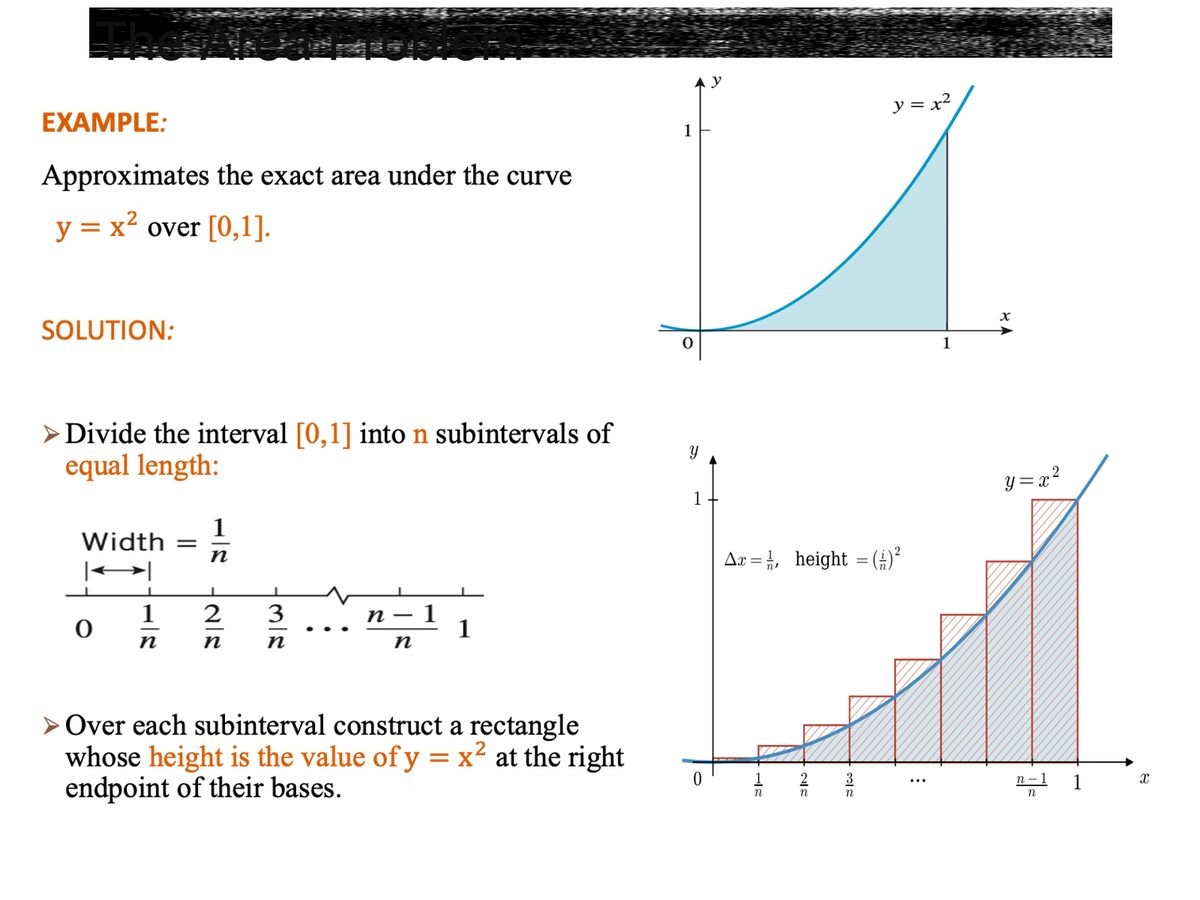 The Area Problem
EXAMPLE:
Approximates the exact area under the curve
y = x² over [0,1].
SOLUTION:
➢ Divide the interval [0,1] into n subintervals of
equal length:
Width = 1/n
0 1/n 2/n 3/n ... n − 1/n 1
➢ Over each subinterval construct a rectangle
whose height is the value of y = x² at the right
endpoint of their bases.
y
y = x²
1
x
0 1
y
y = x²
1
Δx = 1/n, height = (i/n)²
0 1/n 2/n 3/n ... n−1/n 1 x